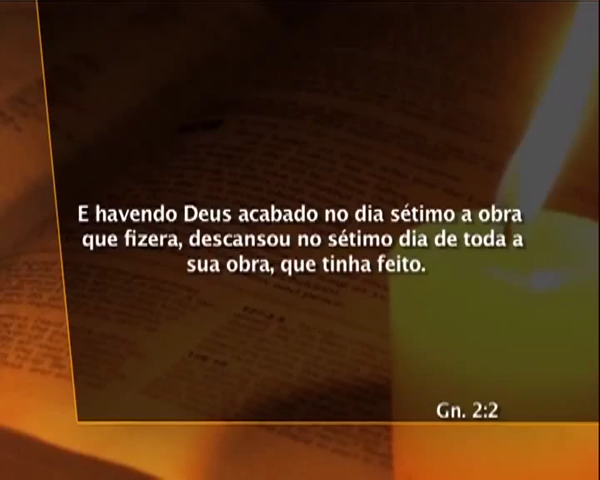 E havendo Deus acabado no dia sétimo a obra
que fizera, descansou no sétimo dia de toda a
sua obra, que tinha feito.
Gn. 2:2